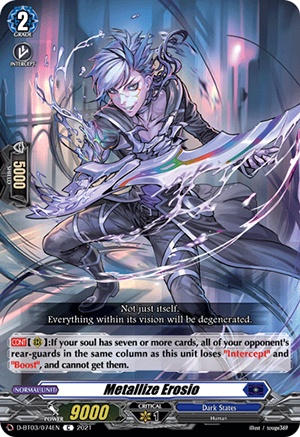 2
GRADE
INTERCEPT
5000
SHIELD
Not just itself.
Everything within its vision will be degenerated.
CONT【 】:If your soul has seven or more cards, all of your opponent's
rear-guards in the same column as this unit loses "Intercept" and
"Boost", and cannot get them.
NORMAL UNIT
Metallize Erosio
D-BT03/074EN C 2021
POWER 9000
CRITICAL
1
Dark States
Human
illust / touge369